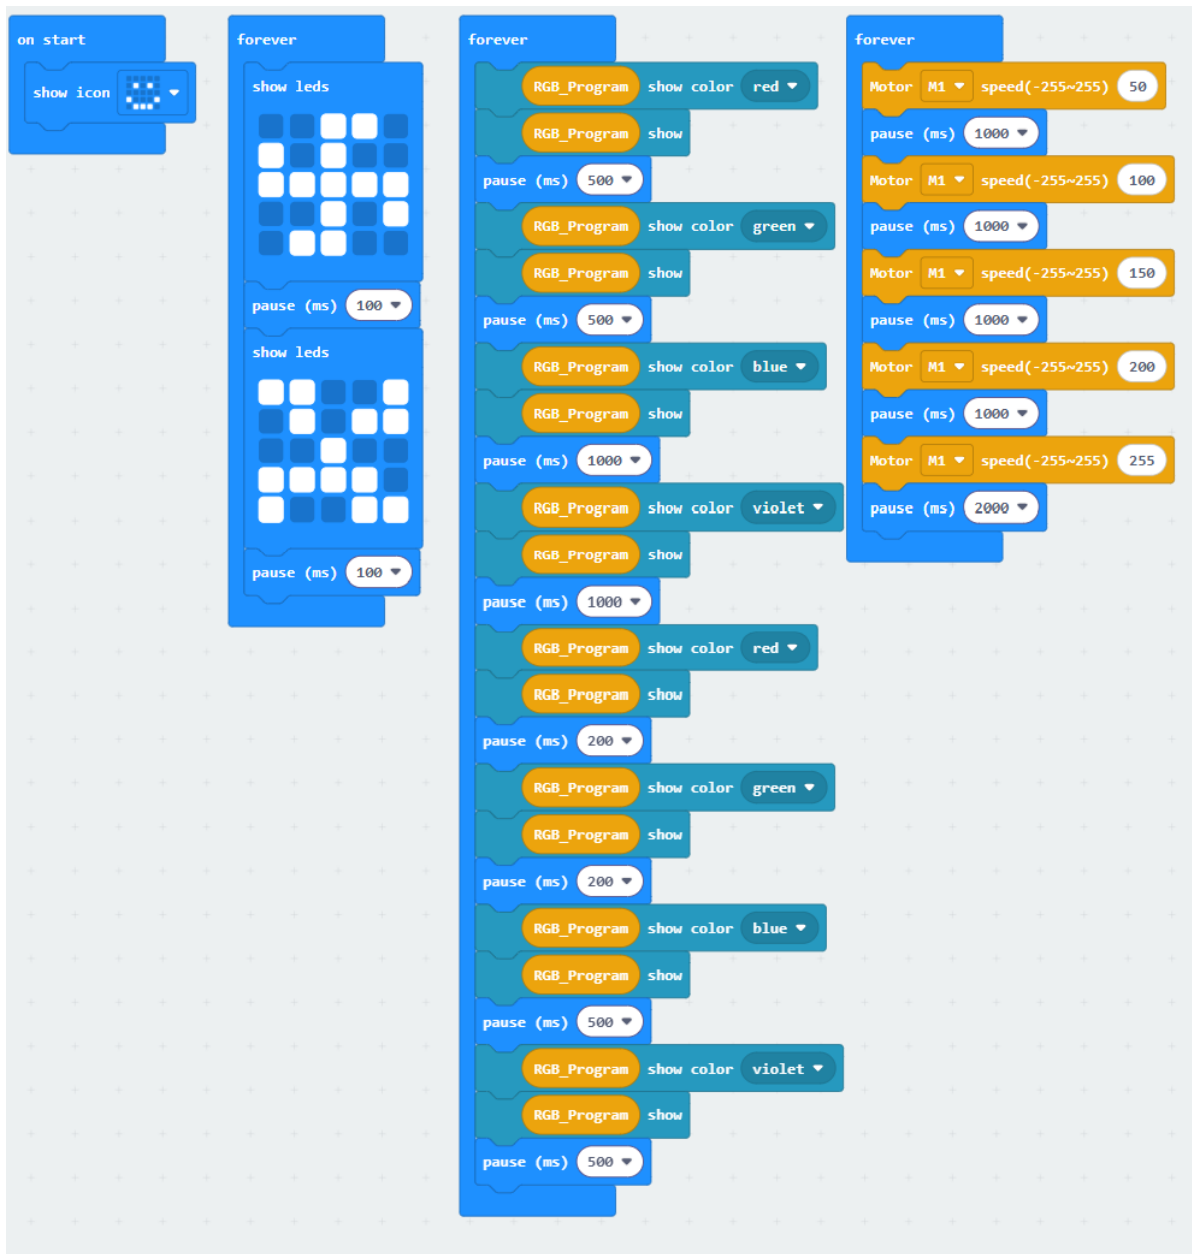 on start
show icon
forever
show leds
pause (ms) 100
show leds
pause (ms) 100
forever
RGB_Program show color red
RGB_Program show
pause (ms) 500
RGB_Program show color green
RGB_Program show
pause (ms) 500
RGB_Program show color blue
RGB_Program show
pause (ms) 1000
RGB_Program show color violet
RGB_Program show
pause (ms) 1000
RGB_Program show color red
RGB_Program show
pause (ms) 200
RGB_Program show color green
RGB_Program show
pause (ms) 200
RGB_Program show color blue
RGB_Program show
pause (ms) 500
RGB_Program show color violet
RGB_Program show
pause (ms) 500
forever
Motor M1 speed(-255~255) 50
pause (ms) 1000
Motor M1 speed(-255~255) 100
pause (ms) 1000
Motor M1 speed(-255~255) 150
pause (ms) 1000
Motor M1 speed(-255~255) 200
pause (ms) 1000
Motor M1 speed(-255~255) 255
pause (ms) 2000